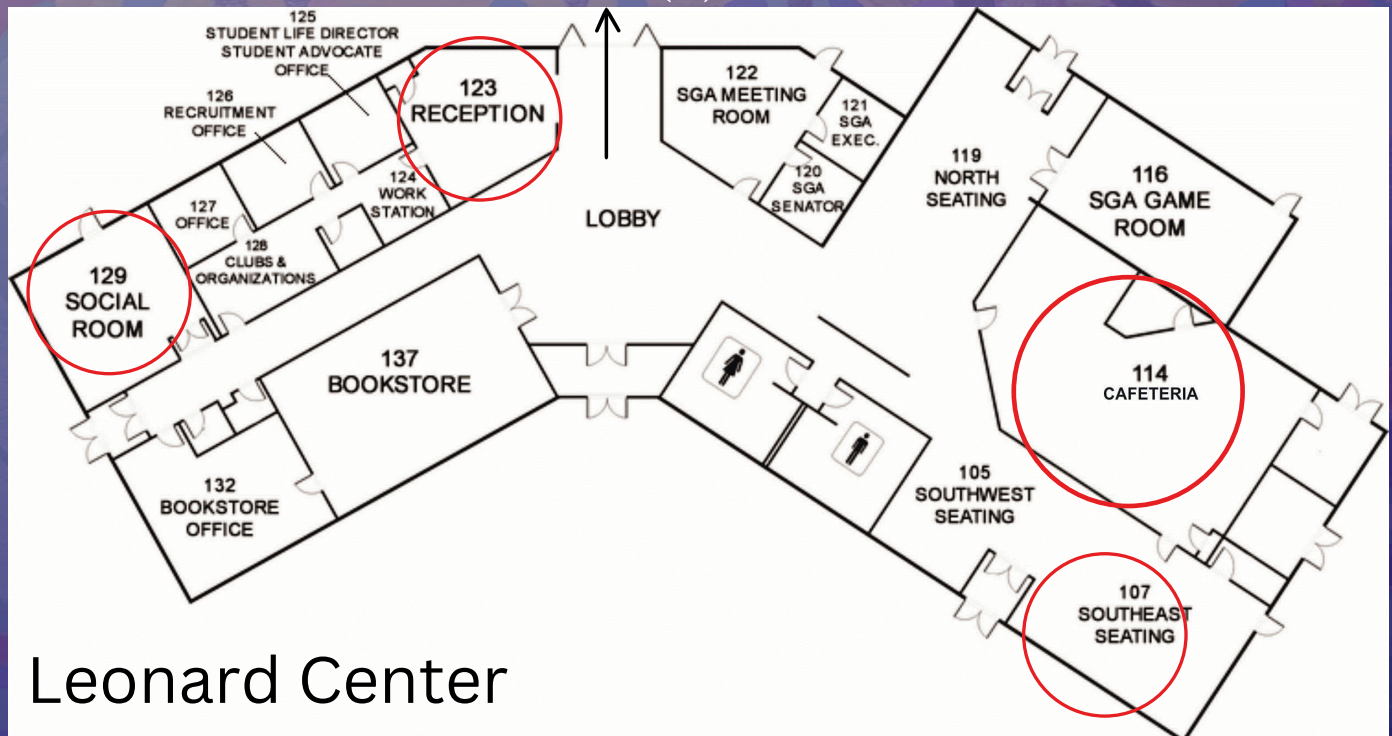 125
STUDENT LIFE DIRECTOR
STUDENT ADVOCATE
OFFICE
126
RECRUITMENT
OFFICE
123
RECEPTION
122
SGA MEETING
ROOM
121
SGA
EXEC.
120
SGA
SENATOR
119
NORTH
SEATING
116
SGA GAME
ROOM
124
WORK
STATION
127
OFFICE
128
CLUBS &
ORGANIZATIONS
129
SOCIAL
ROOM
LOBBY
137
BOOKSTORE
114
CAFETERIA
132
BOOKSTORE
OFFICE
105
SOUTHWEST
SEATING
107
SOUTHEAST
SEATING
Leonard Center